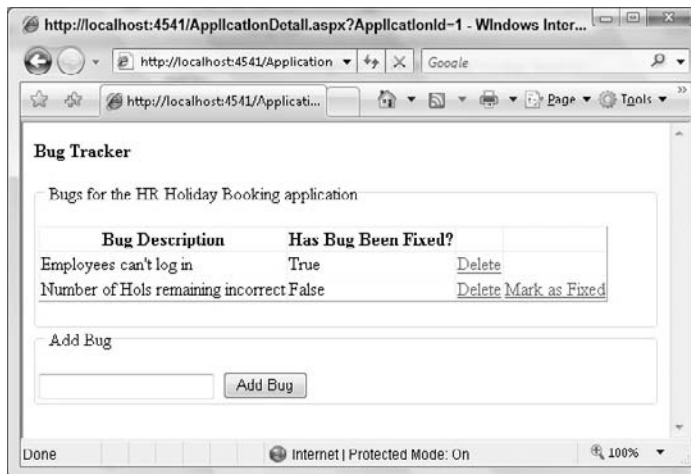 http://localhost:4541/ApplicationDetail.aspx?ApplicationId=1 - Windows Inter...
http://localhost:4541/Application
Google
http://localhost:4541/Applicati...
Page
Tools
Bug Tracker
Bugs for the HR Holiday Booking application
Bug Description Has Bug Been Fixed?
Employees can't log in True Delete
Number of Hols remaining incorrect False Delete Mark as Fixed
Add Bug
Add Bug
Done Internet | Protected Mode: On 100%